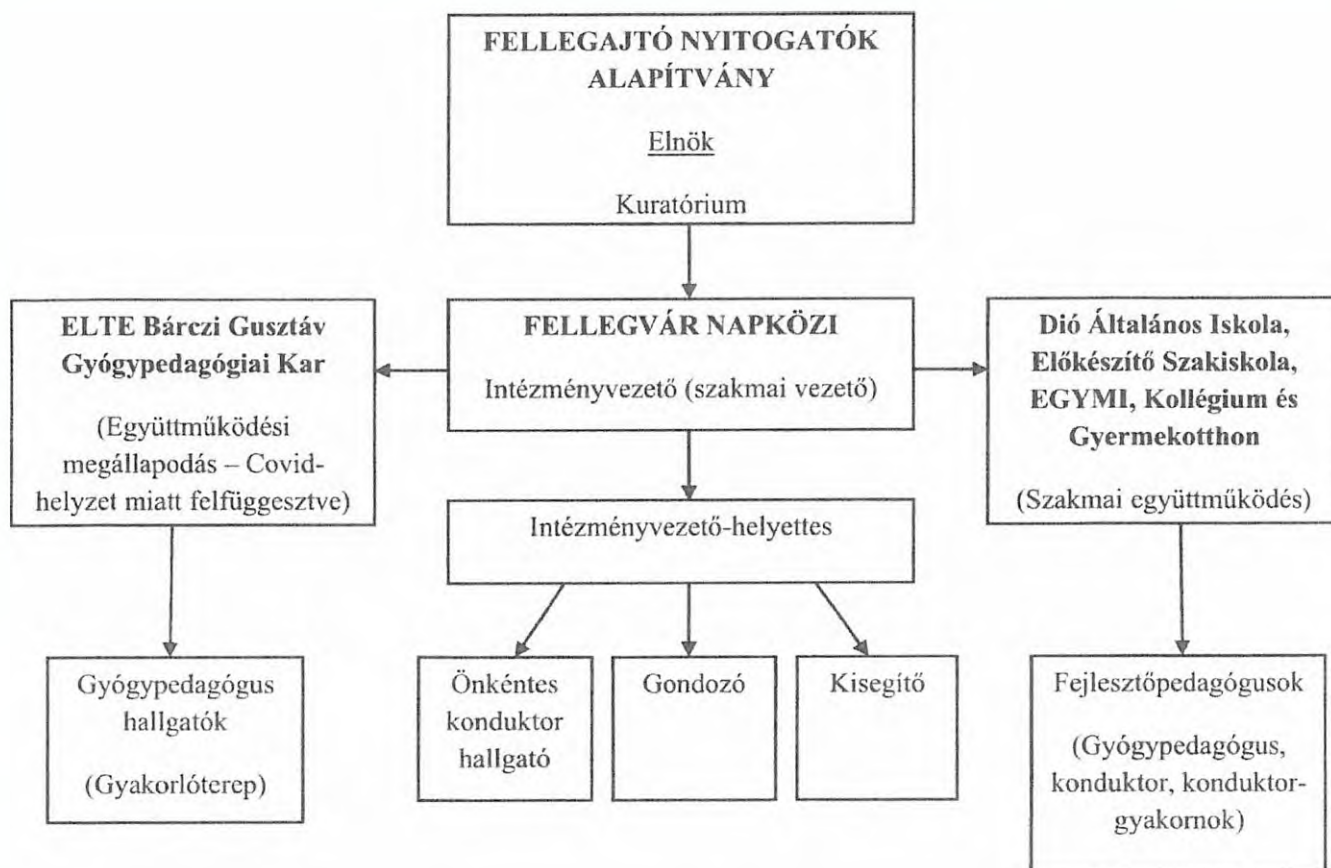 FELLEGAJTÓ NYITOGATÓK
ALAPÍTVÁNY
Elnök
Kuratórium
ELTE Bárczi Gusztáv
Gyógypedagógiai Kar
(Együttműködési
megállapodás – Covid-
helyzet miatt felfüggesztve)
FELLEGVÁR NAPKÖZI
Intézményvezető (szakmai vezető)
Dió Általános Iskola,
Előkészítő Szakiskola,
EGYMI, Kollégium és
Gyermekotthon
(Szakmai együttműködés)
Intézményvezető-helyettes
Gyógypedagógus
hallgatók
(Gyakorlóterep)
Önkéntes
konduktor
hallgató
Gondozó
Kisegítő
Fejlesztőpedagógusok
(Gyógypedagógus,
konduktor, konduktor-
gyakornok)